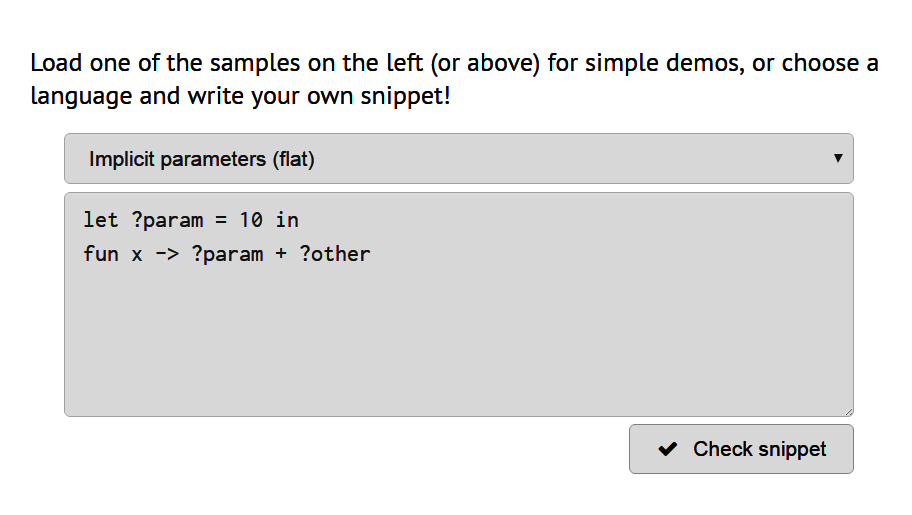 Load one of the samples on the left (or above) for simple demos, or choose a
language and write your own snippet!
Implicit parameters (flat)
let ?param = 10 in
fun x -> ?param + ?other
Check snippet